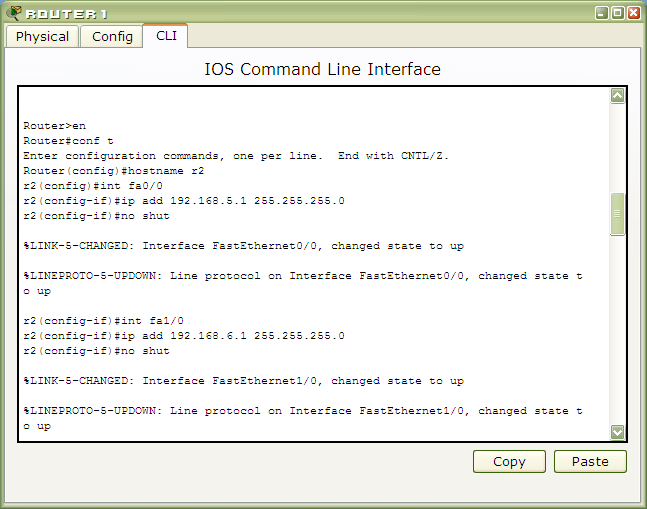 ROUTER1
Physical
Config
CLI
IOS Command Line Interface
Router>en
Router#conf t
Enter configuration commands, one per line.  End with CNTL/Z.
Router(config)#hostname r2
r2(config)#int fa0/0
r2(config-if)#ip add 192.168.5.1 255.255.255.0
r2(config-if)#no shut
%LINK-5-CHANGED: Interface FastEthernet0/0, changed state to up
%LINEPROTO-5-UPDOWN: Line protocol on Interface FastEthernet0/0, changed state t
o up
r2(config-if)#int fa1/0
r2(config-if)#ip add 192.168.6.1 255.255.255.0
r2(config-if)#no shut
%LINK-5-CHANGED: Interface FastEthernet1/0, changed state to up
%LINEPROTO-5-UPDOWN: Line protocol on Interface FastEthernet1/0, changed state t
o up
Copy
Paste